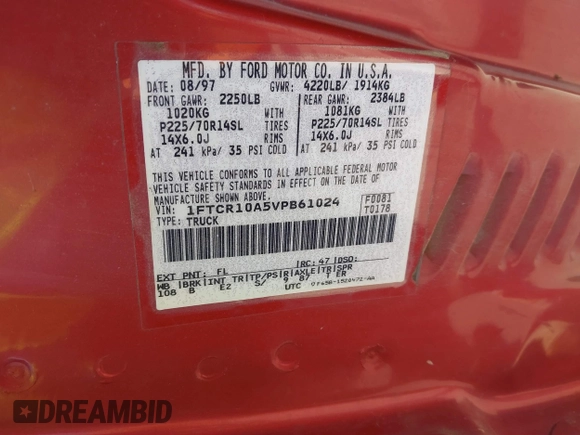 MFD. BY FORD MOTOR CO. IN U.S.A.
DATE: 08/97 GVWR: 4220LB/ 1914KG
FRONT GAWR: 2250LB REAR GAWR: 2384LB
1020KG WITH 1081KG WITH
P225/70R14SL TIRES P225/70R14SL TIRES
14X6.0J RIMS 14X6.0J RIMS
AT 241 kPa/ 35 PSI COLD AT 241 kPa/ 35 PSI COLD
THIS VEHICLE CONFORMS TO ALL APPLICABLE FEDERAL MOTOR
VEHICLE SAFETY STANDARDS IN EFFECT ON THE DATE OF
MANUFACTURE SHOWN ABOVE.
VIN: 1FTCR10A5VPB61024 F0081
TYPE: TRUCK T0178
EXT PNT: FL RC: 47 DSO:
WB BRK INT TR TP/PS R AXLE TR SPR
108 B E2 S/ 9 87 T ER
UTC
DREAMBID